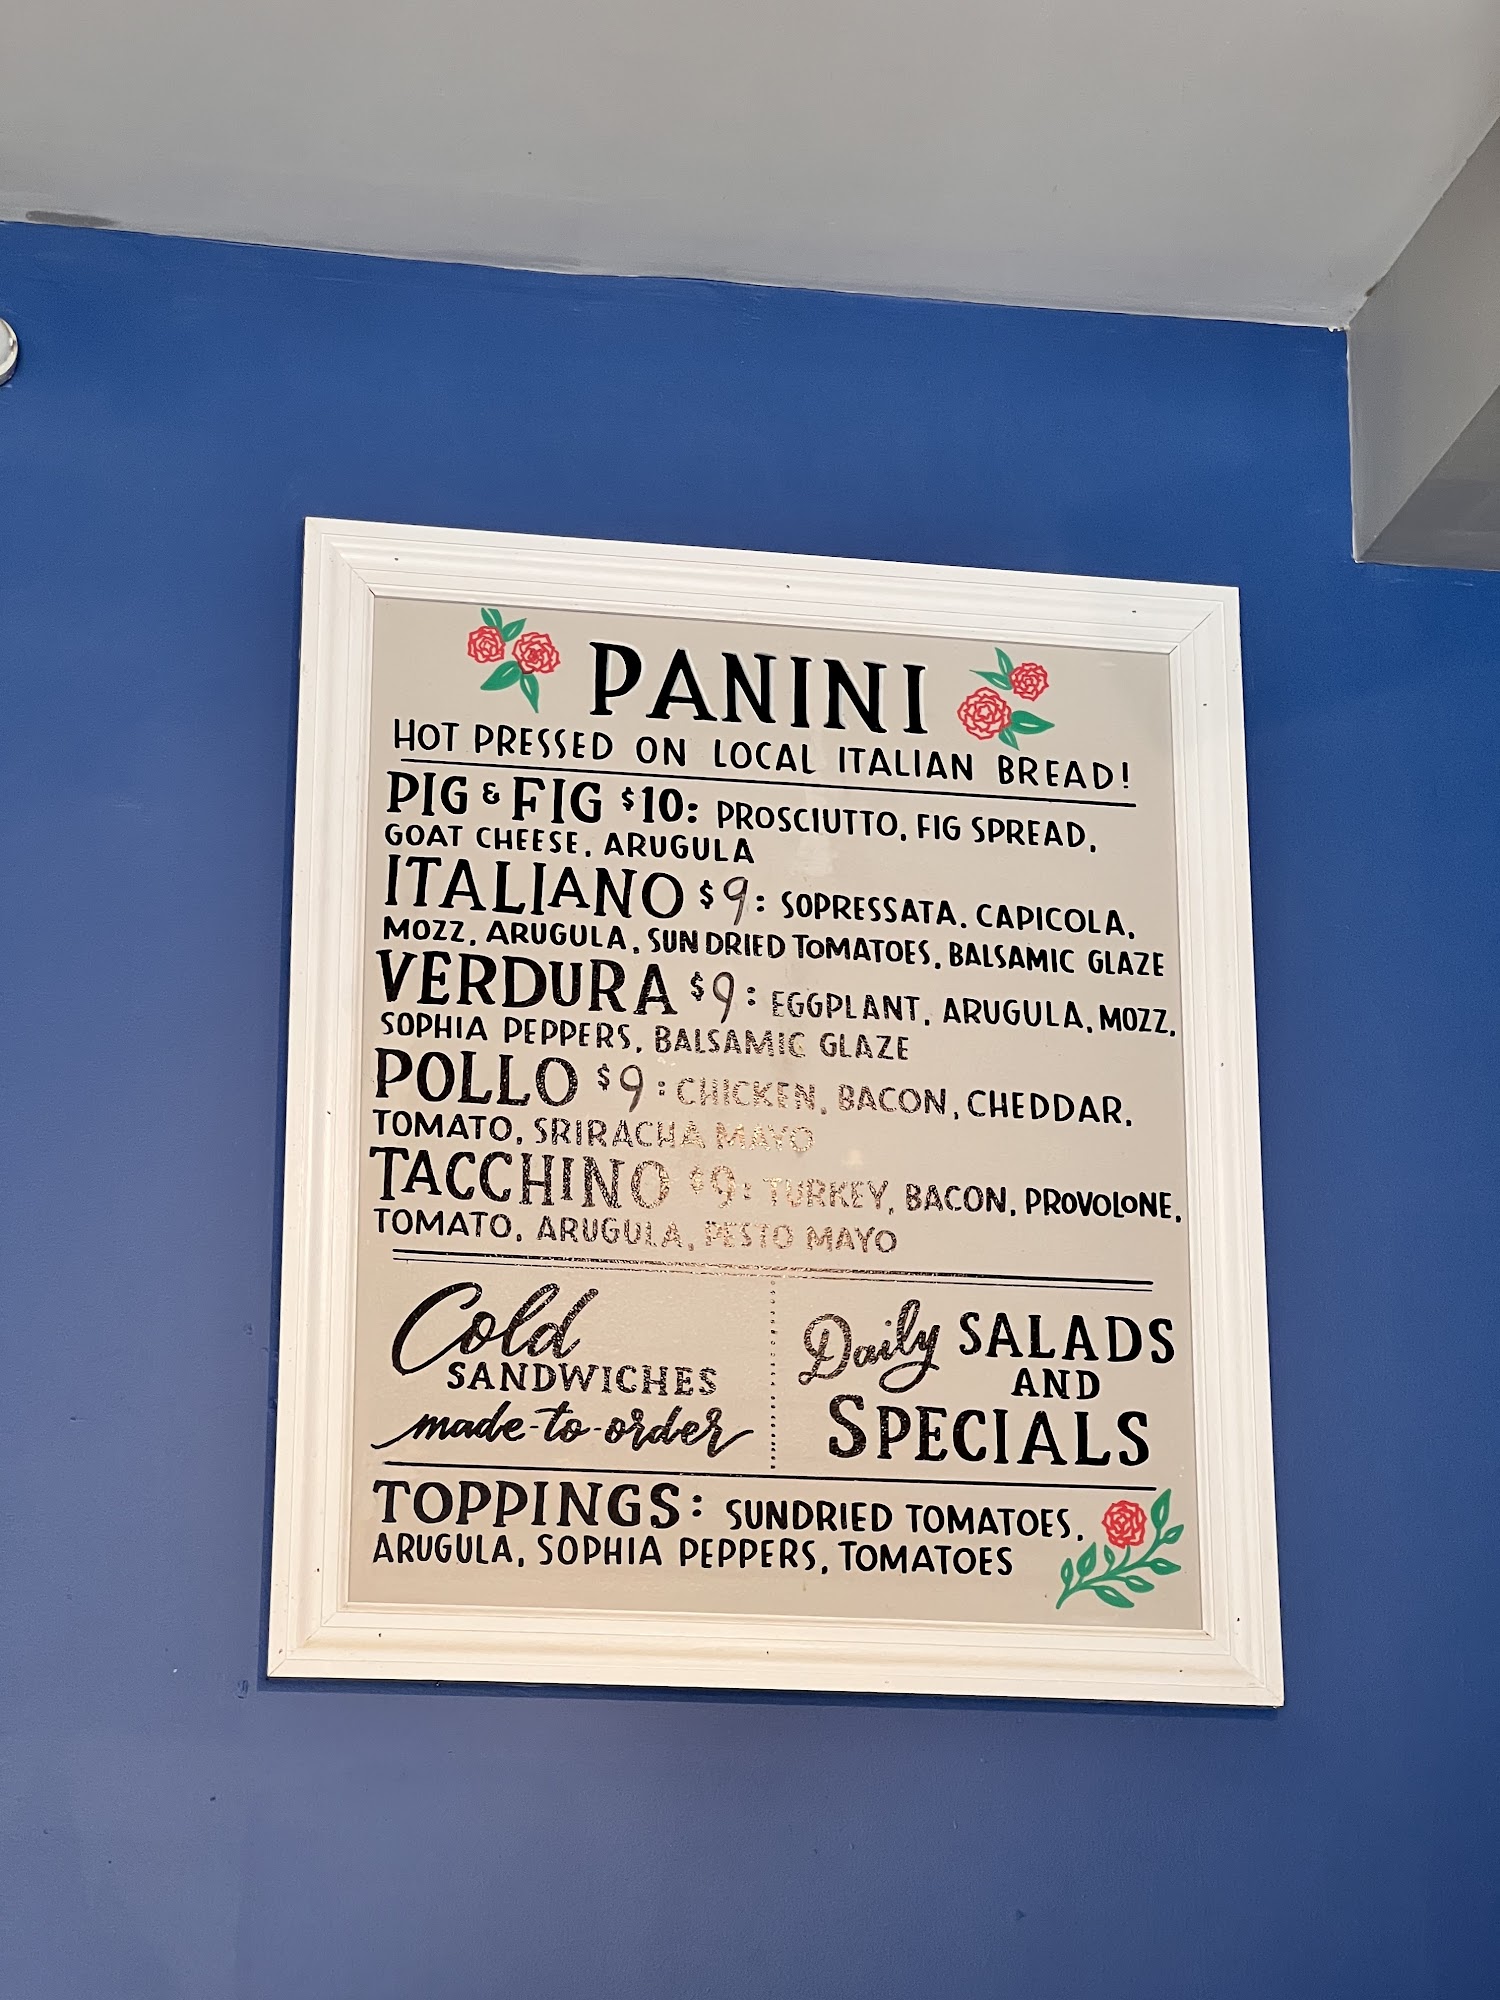 PANINI
HOT PRESSED ON LOCAL ITALIAN BREAD!
PIG & FIG $10: PROSCIUTTO, FIG SPREAD,
GOAT CHEESE, ARUGULA
ITALIANO $9: SOPRESSATA, CAPICOLA,
MOZZ, ARUGULA, SUN DRIED TOMATOES, BALSAMIC GLAZE
VERDURA $9: EGGPLANT, ARUGULA, MOZZ,
SOPHIA PEPPERS, BALSAMIC GLAZE
POLLO $9: CHICKEN, BACON, CHEDDAR,
TOMATO, SRIRACHA MAYO
TACCHINO $9: TURKEY, BACON, PROVOLONE,
TOMATO, ARUGULA, PESTO MAYO
Cold
SANDWICHES
made-to-order
Daily SALADS
AND
SPECIALS
TOPPINGS: SUNDRIED TOMATOES,
ARUGULA, SOPHIA PEPPERS, TOMATOES